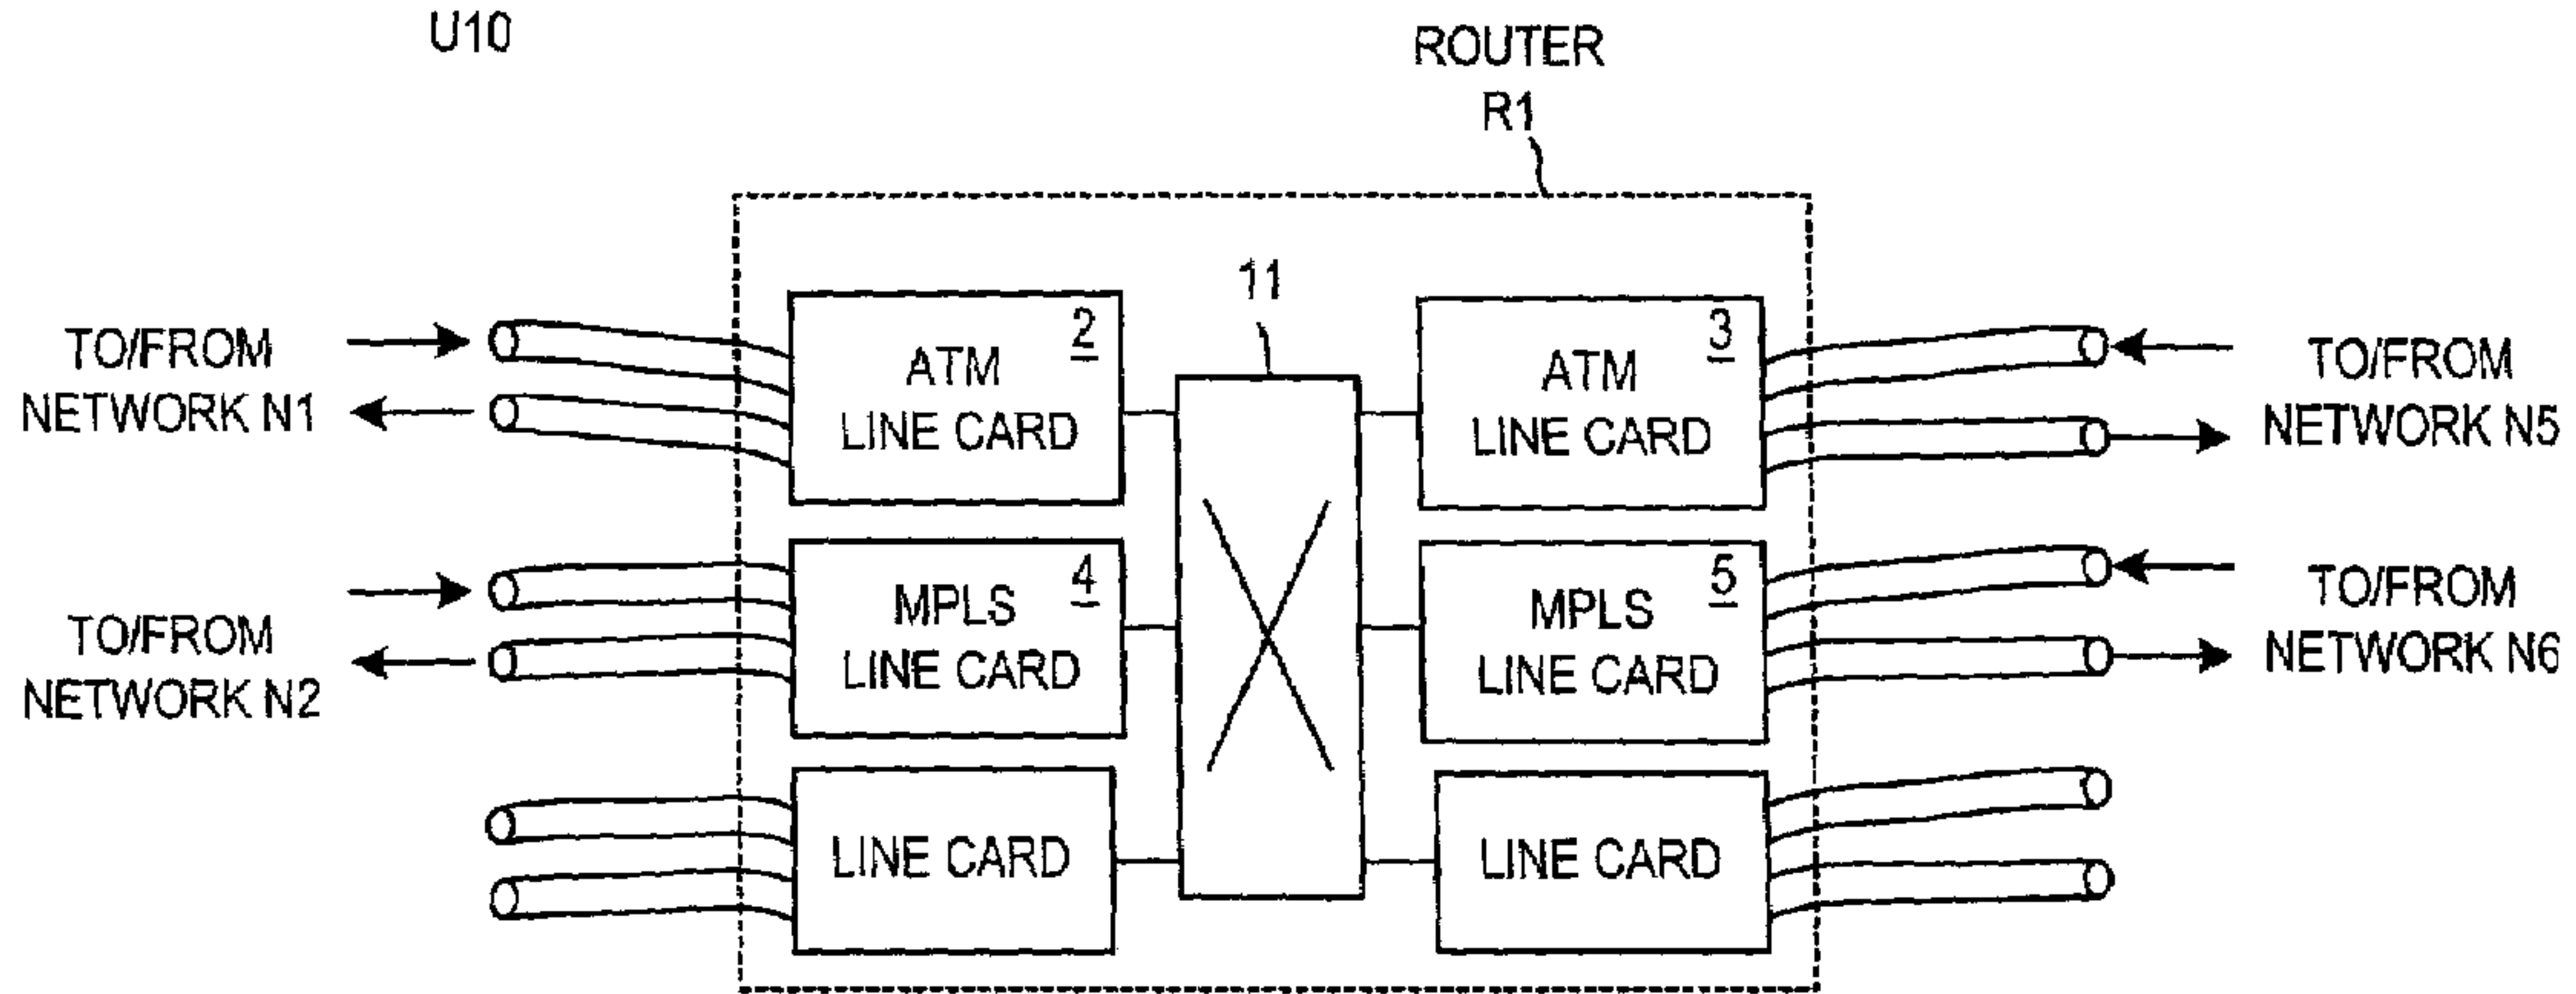 U10
ROUTER
R1
11
TO/FROM
NETWORK N1
2
ATM
LINE CARD
3
ATM
LINE CARD
TO/FROM
NETWORK N5
TO/FROM
NETWORK N2
4
MPLS
LINE CARD
5
MPLS
LINE CARD
TO/FROM
NETWORK N6
LINE CARD
LINE CARD